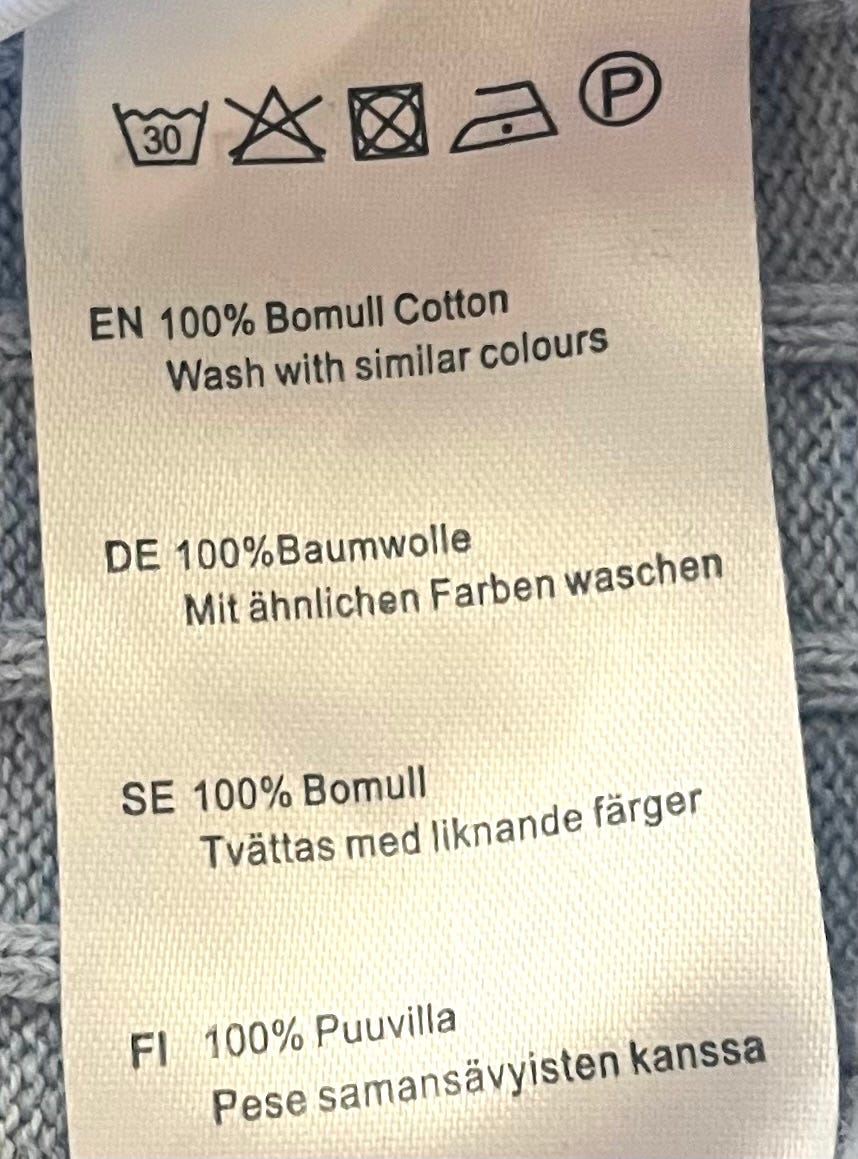 30 P
EN 100% Bomull Cotton
Wash with similar colours
DE 100%Baumwolle
Mit ähnlichen Farben waschen
SE 100% Bomull
Tvättas med liknande färger
FI 100% Puuvilla
Pese samansävyisten kanssa